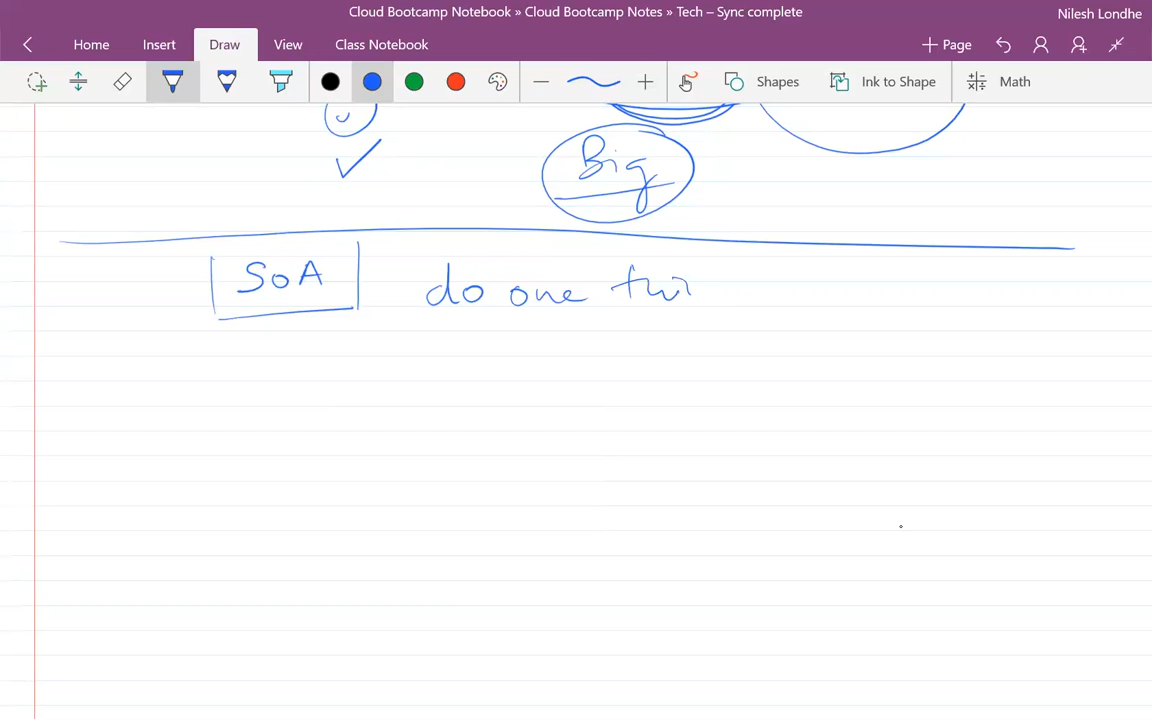 Cloud Bootcamp Notebook » Cloud Bootcamp Notes » Tech – Sync complete
Nilesh Londhe
Home Insert Draw View Class Notebook Page
Shapes Ink to Shape Math
Big
SOA do one